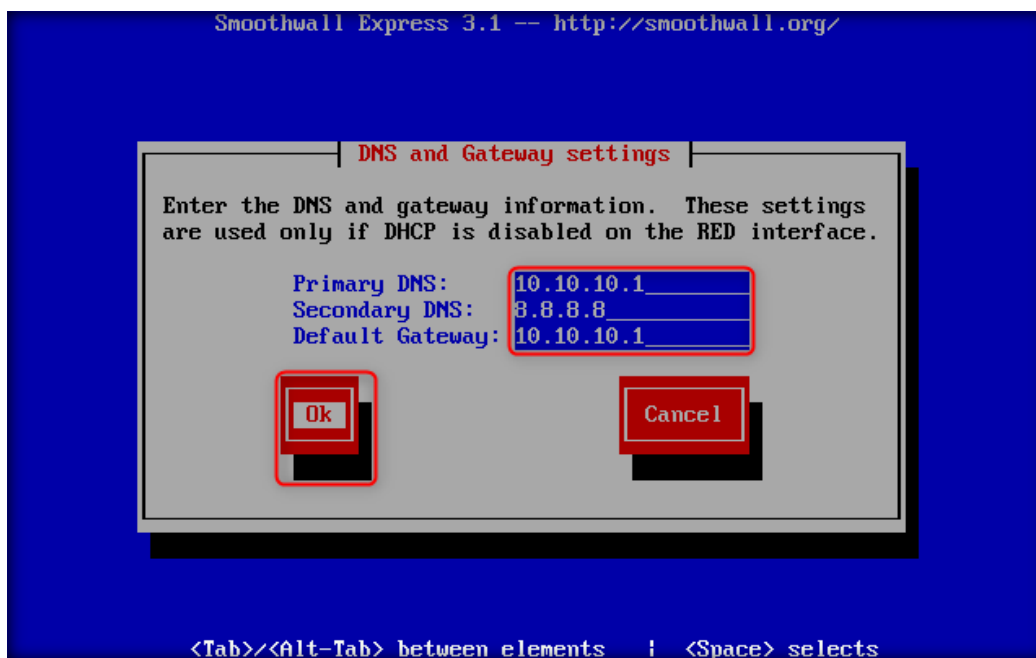 Smoothwall Express 3.1 -- http://smoothwall.org/
DNS and Gateway settings
Enter the DNS and gateway information.  These settings
are used only if DHCP is disabled on the RED interface.
Primary DNS: 10.10.10.1
Secondary DNS: 8.8.8.8
Default Gateway: 10.10.10.1
Ok Cancel
<Tab>/<Alt-Tab> between elements | <Space> selects